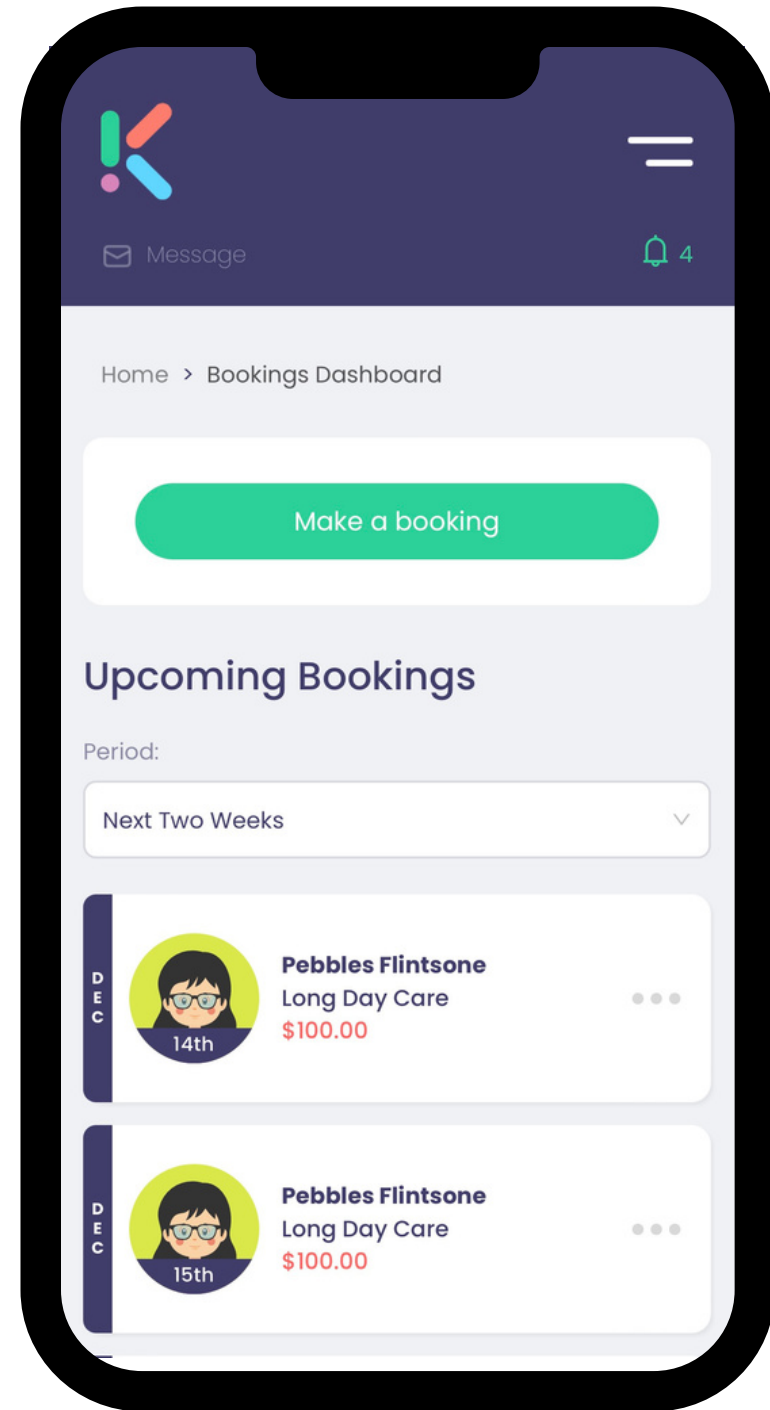 Message
4
Home > Bookings Dashboard
Make a booking
Upcoming Bookings
Period:
Next Two Weeks
DEC
Pebbles Flintsone
Long Day Care
$100.00
14th
DEC
Pebbles Flintsone
Long Day Care
$100.00
15th